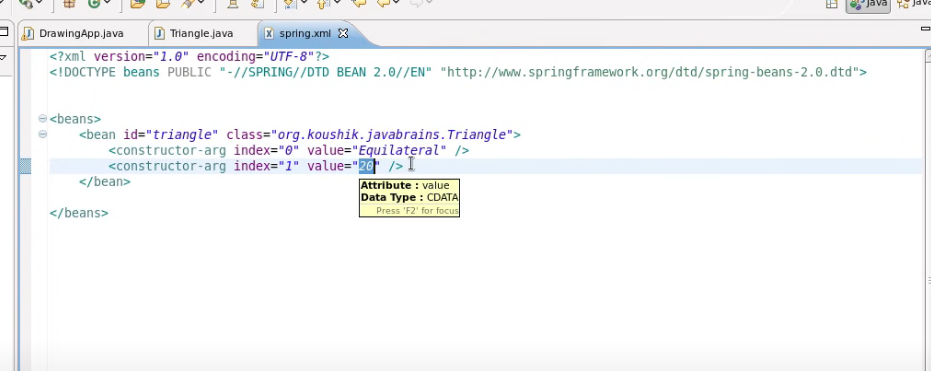 Java
DrawingApp.java
Triangle.java
spring.xml
<?xml version="1.0" encoding="UTF-8"?>
<!DOCTYPE beans PUBLIC "-//SPRING//DTD BEAN 2.0//EN" "http://www.springframework.org/dtd/spring-beans-2.0.dtd">
<beans>
<bean id="triangle" class="org.koushik.javabrains.Triangle">
<constructor-arg index="0" value="Equilateral" />
<constructor-arg index="1" value="20" />
</bean>
Attribute : value
Data Type : CDATA
Press 'F2' for focus
</beans>